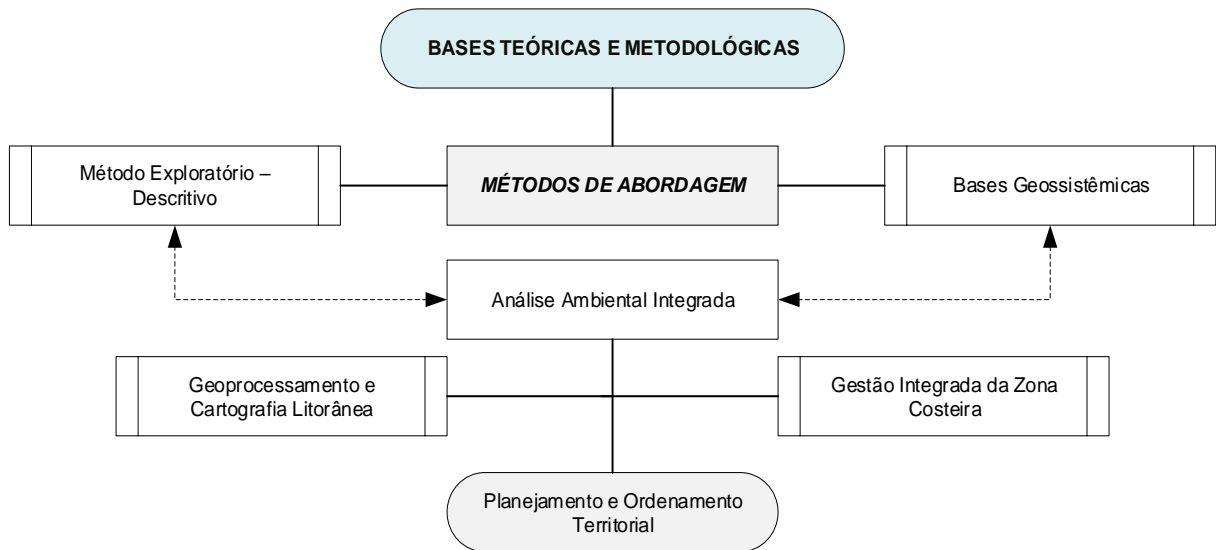 BASES TEÓRICAS E METODOLÓGICAS
Método Exploratório –
Descritivo
MÉTODOS DE ABORDAGEM
Bases Geossistêmicas
Análise Ambiental Integrada
Geoprocessamento e
Cartografia Litorânea
Gestão Integrada da Zona
Costeira
Planejamento e Ordenamento
Territorial